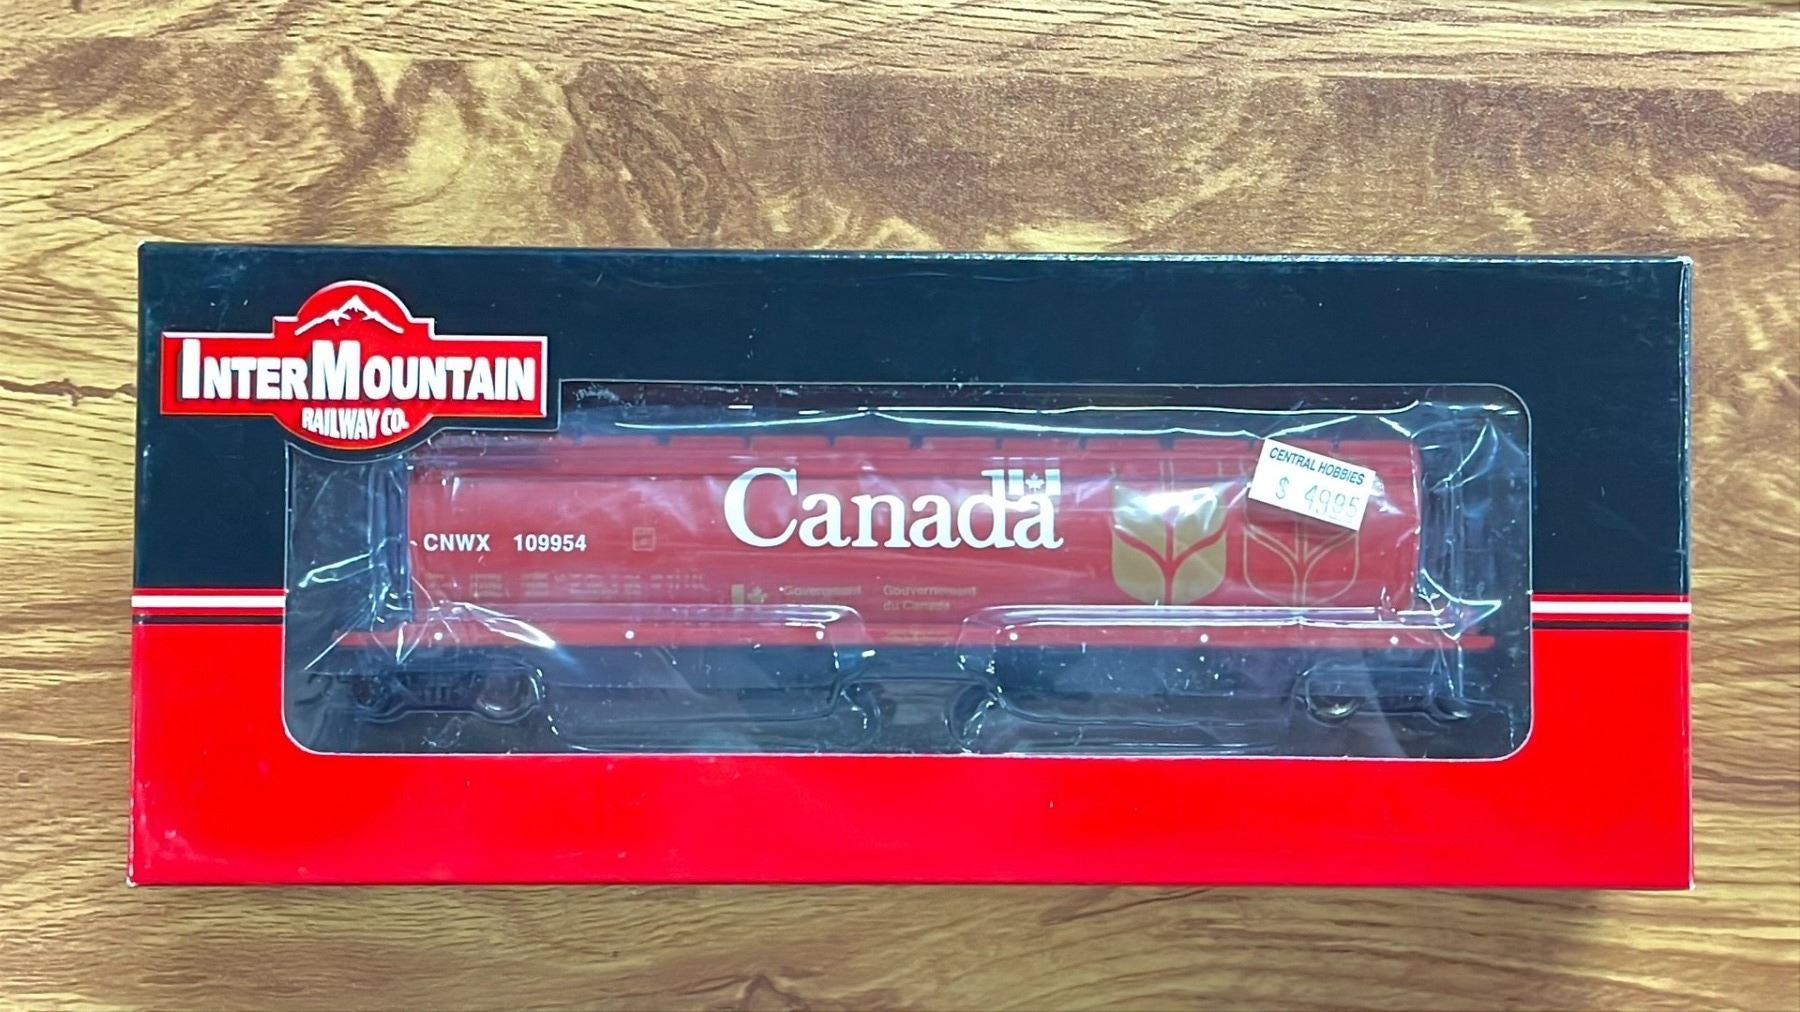 INTERMOUNTAIN
RAILWAY CO.
CENTRAL HOBBIES
$ 49.95
Canada
CNWX 109954
Government
Gouvernement
du Canada